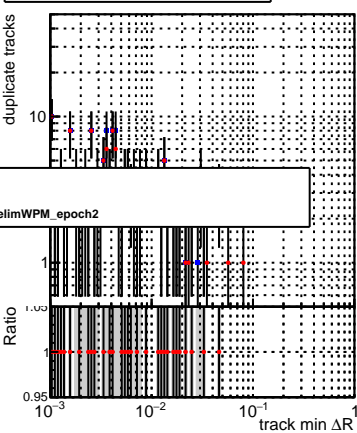 duplicate tracks
10
elimWPM_epoch2
1
Ratio
1.05
1
0.95
10⁻³
10⁻²
10⁻¹
1
track min ΔR